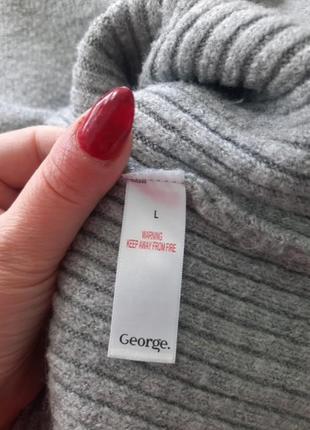 L
WARNING
KEEP AWAY FROM FIRE
George.